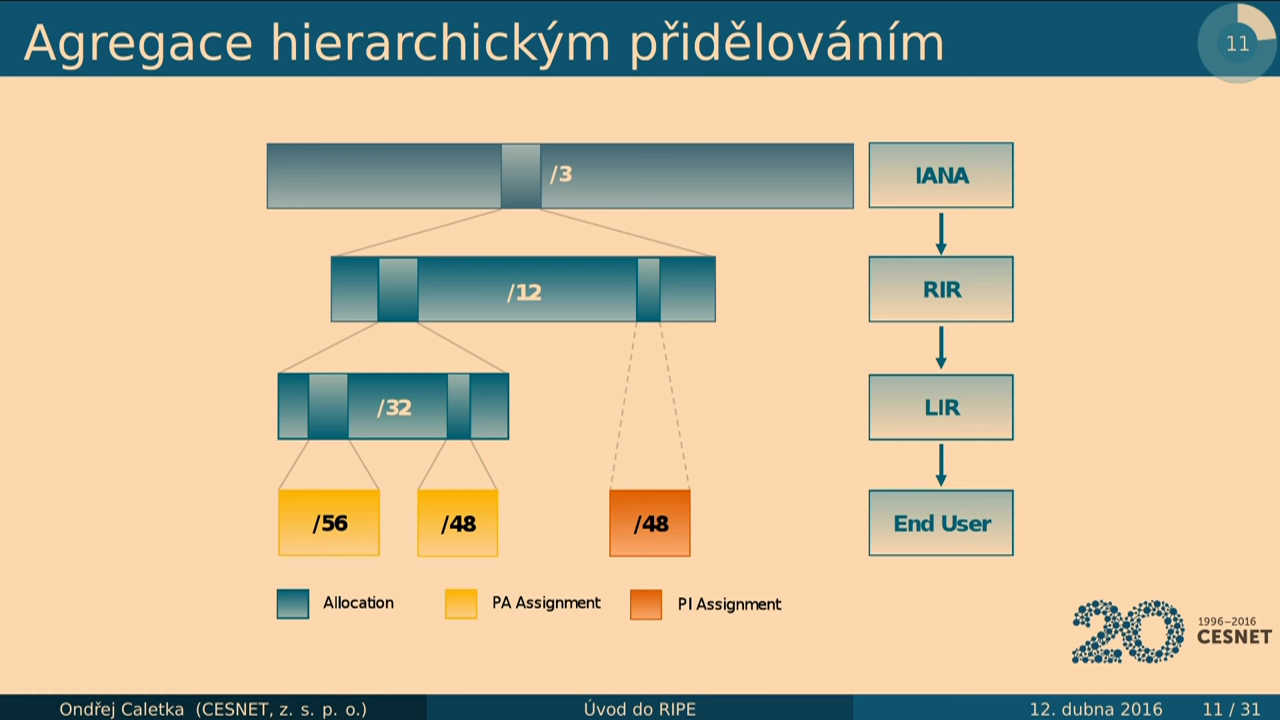 Agregace hierarchickým přidělováním
11
/3
IANA
/12
RIR
/32
LIR
/56
/48
/48
End User
Allocation
PA Assignment
PI Assignment
20
1996–2016
CESNET
Ondřej Caletka (CESNET, z. s. p. o.)
Úvod do RIPE
12. dubna 2016
11 / 31